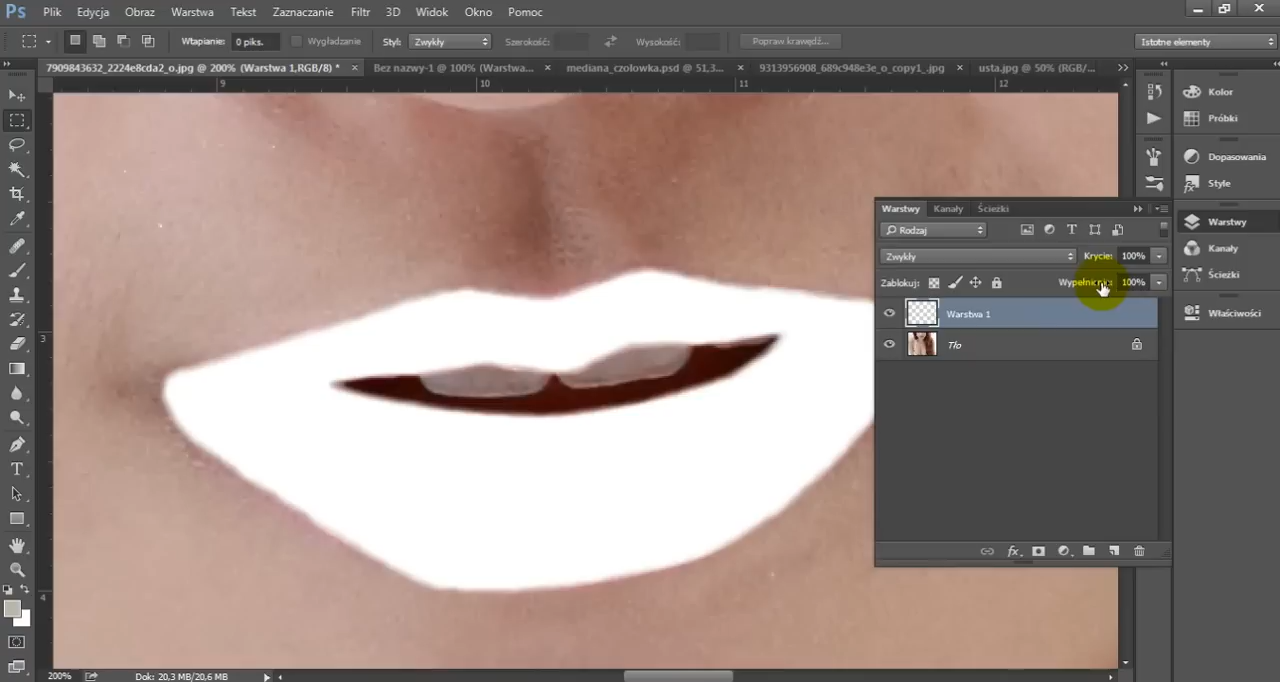 Ps Plik Edycja Obraz Warstwa Tekst Zaznaczanie Filtr 3D Widok Okno Pomoc
Wtapianie: 0 piks. Wygładzanie Styl: Zwykły Szerokość: Wysokość: Popraw krawędź... Istotne elementy
7909843632_2224e8cda2_o.jpg @ 200% (Warstwa 1,RGB/8) * × Bez nazwy-1 @ 100% (Warstwa... × mediana_czolowka.psd @ 51,3... × 9313956908_689c948e3e_o_copy1_.jpg × usta.jpg @ 50% (RGB/...
9 10 11 12
Kolor
Próbki
Dopasowania
Style
Warstwy
Kanały
Ścieżki
Właściwości
Warstwy Kanały Ścieżki
Rodzaj
Zwykły Krycie: 100%
Zablokuj: 100%
Warstwa 1
Tło
3
4
200% Dok: 20,3 MB/20,6 MB